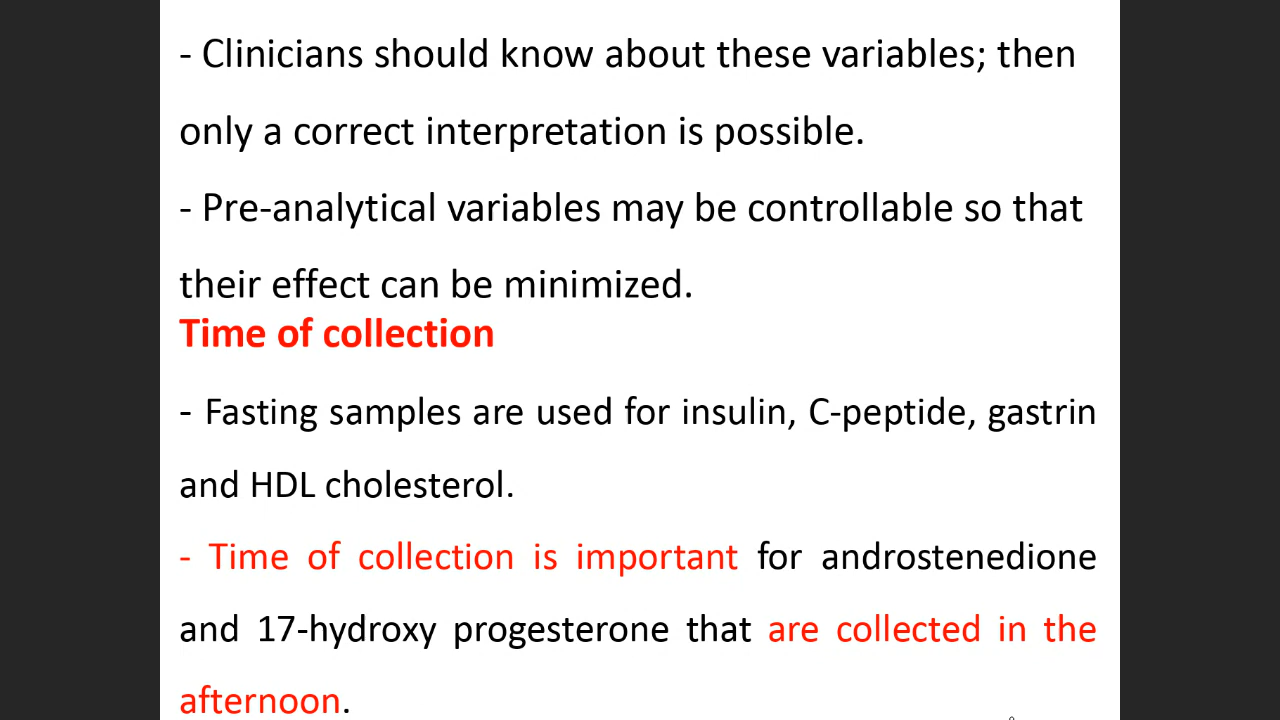 - Clinicians should know about these variables; then
only a correct interpretation is possible.
- Pre-analytical variables may be controllable so that
their effect can be minimized.
Time of collection
- Fasting samples are used for insulin, C-peptide, gastrin
and HDL cholesterol.
- Time of collection is important for androstenedione
and 17-hydroxy progesterone that are collected in the
afternoon.